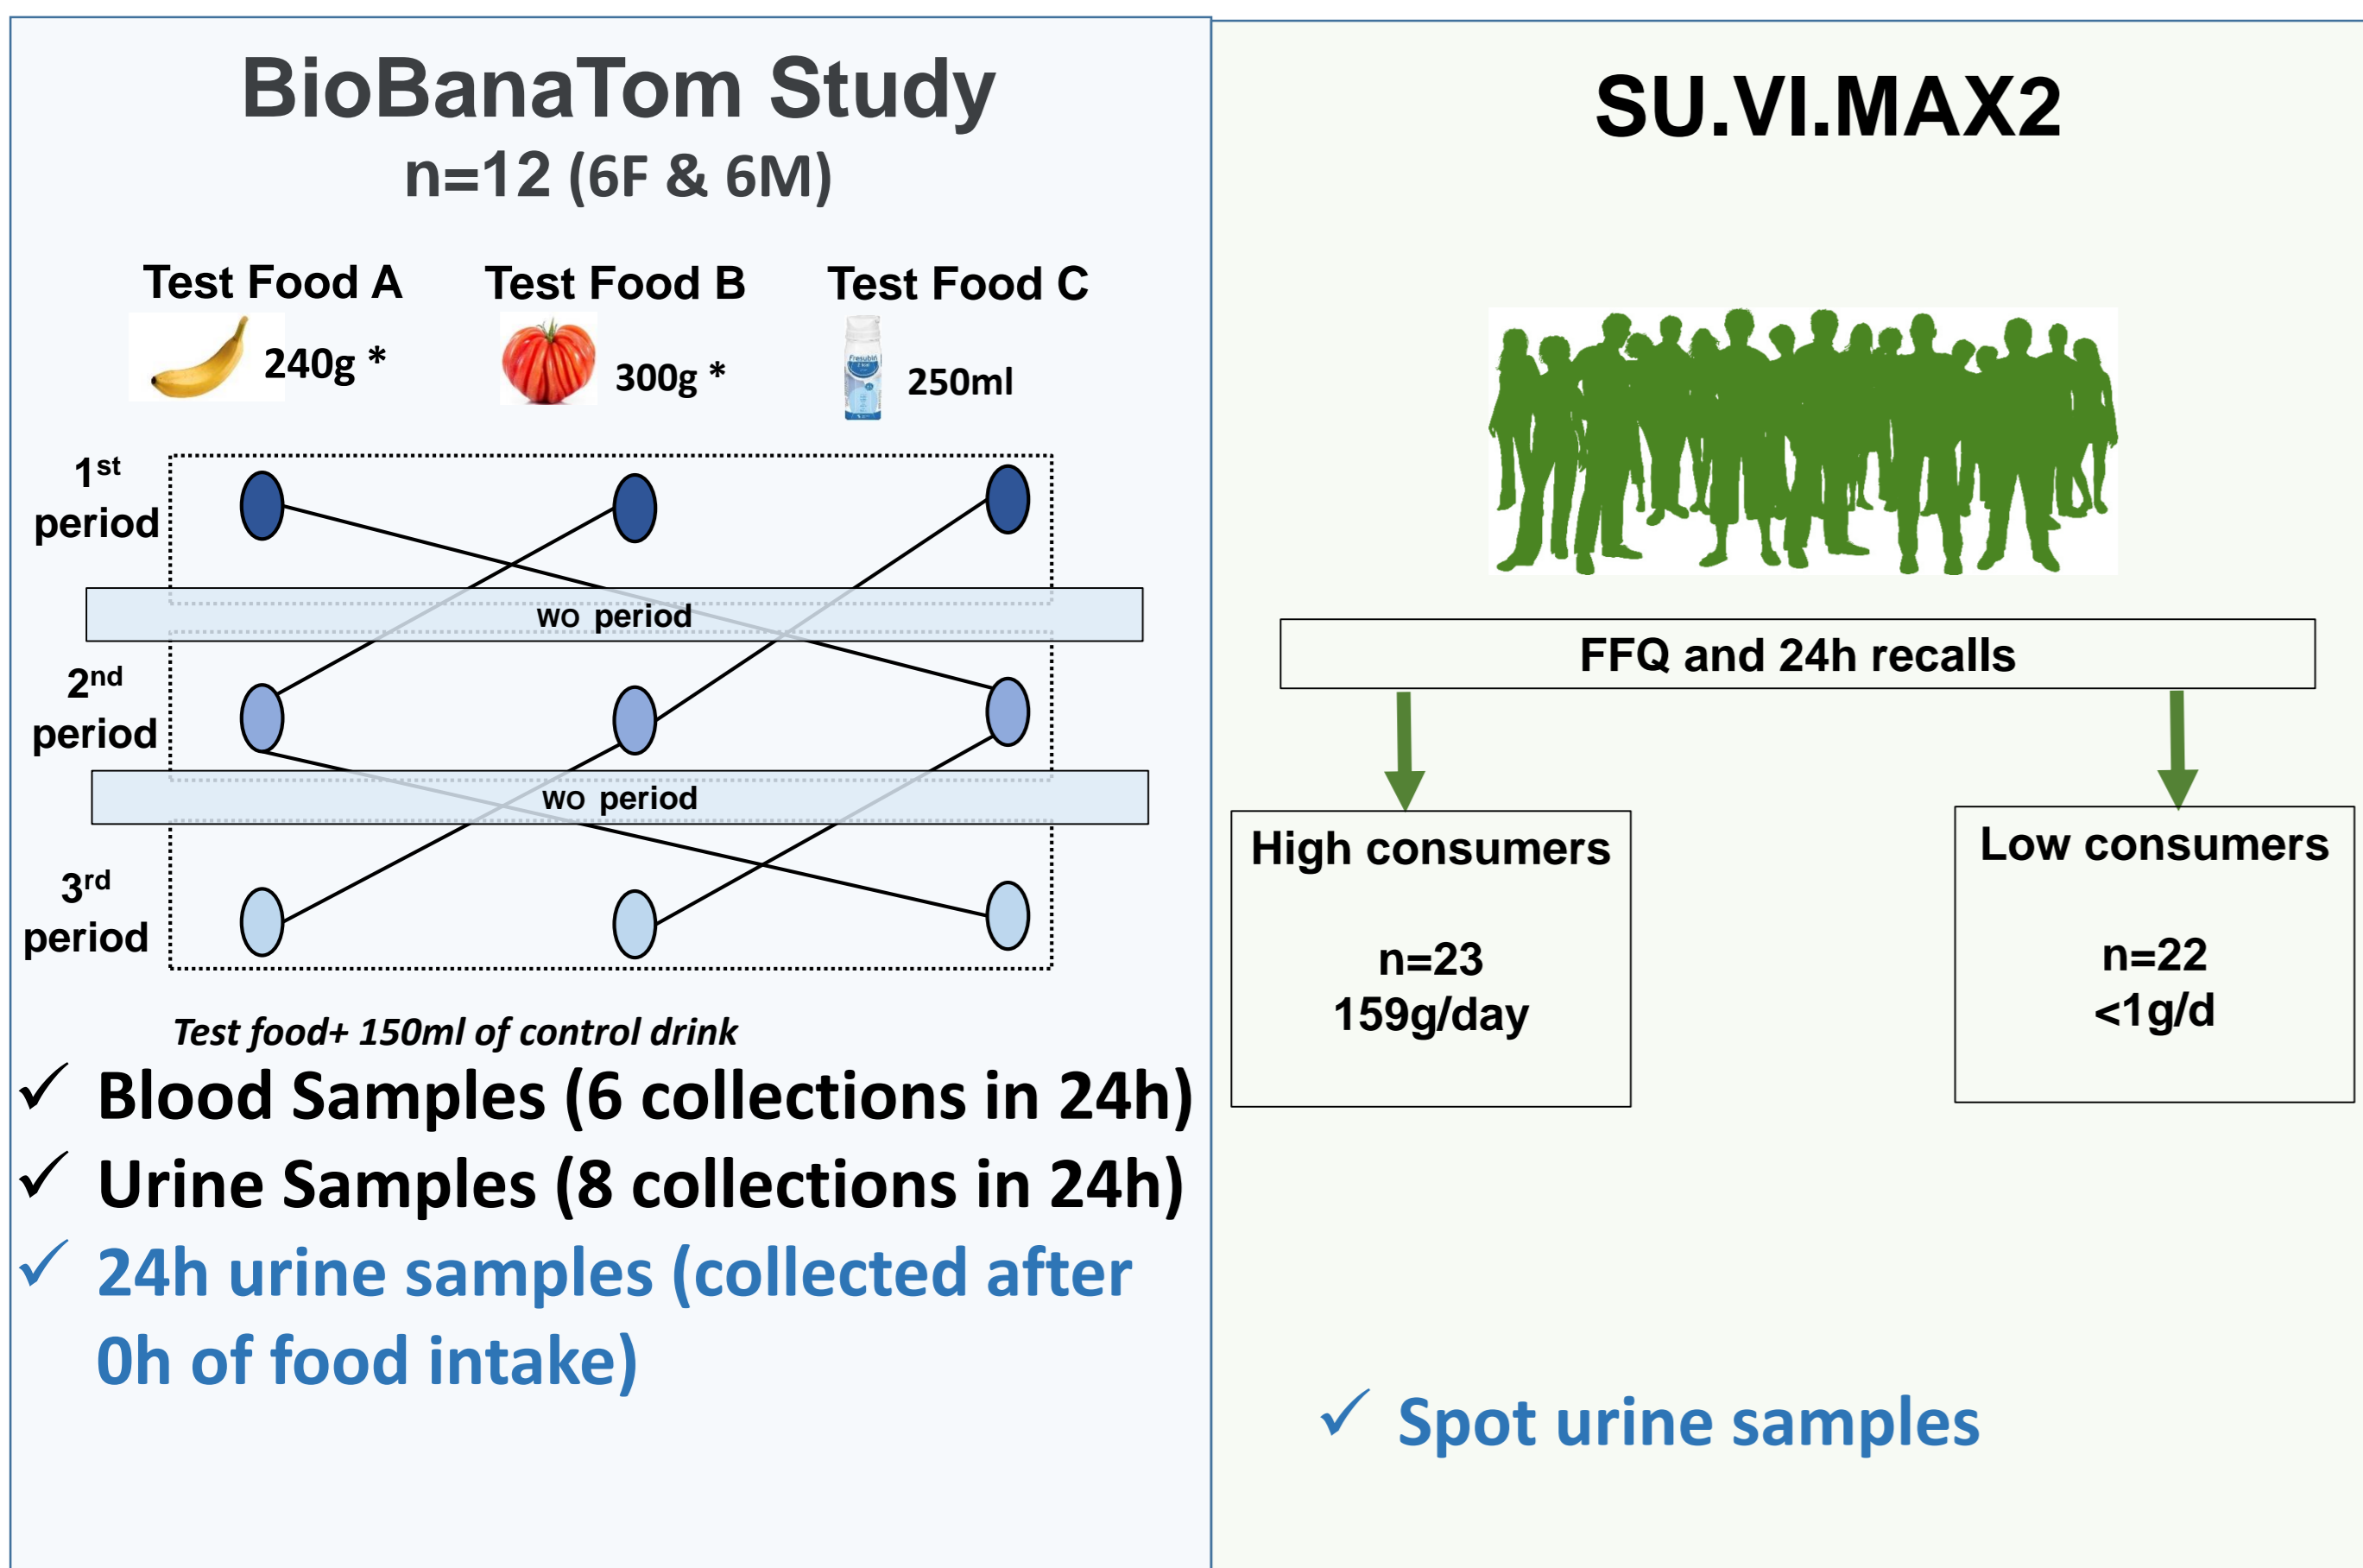 BioBanaTom Study
n=12 (6F & 6M)
Test Food A
Test Food B
Test Food C
240g *
300g *
Fresubin
250ml
1st
period
wo period
2nd
period
wo period
3rd
period
Test food+ 150ml of control drink
✓ Blood Samples (6 collections in 24h)
✓ Urine Samples (8 collections in 24h)
✓ 24h urine samples (collected after
0h of food intake)
SU.VI.MAX2
FFQ and 24h recalls
High consumers
n=23
159g/day
Low consumers
n=22
<1g/d
✓ Spot urine samples